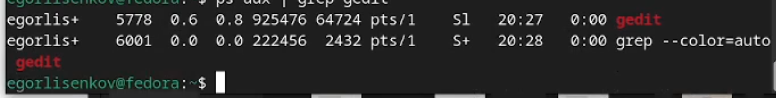 $ ps aux | grep gedit
egorlis+    5778  0.6  0.8 925476 64724 pts/1    Sl   20:27   0:00 gedit
egorlis+    6001  0.0  0.0 222456  2432 pts/1    S+   20:28   0:00 grep --color=auto
gedit
egorlisenkov@fedora:~$